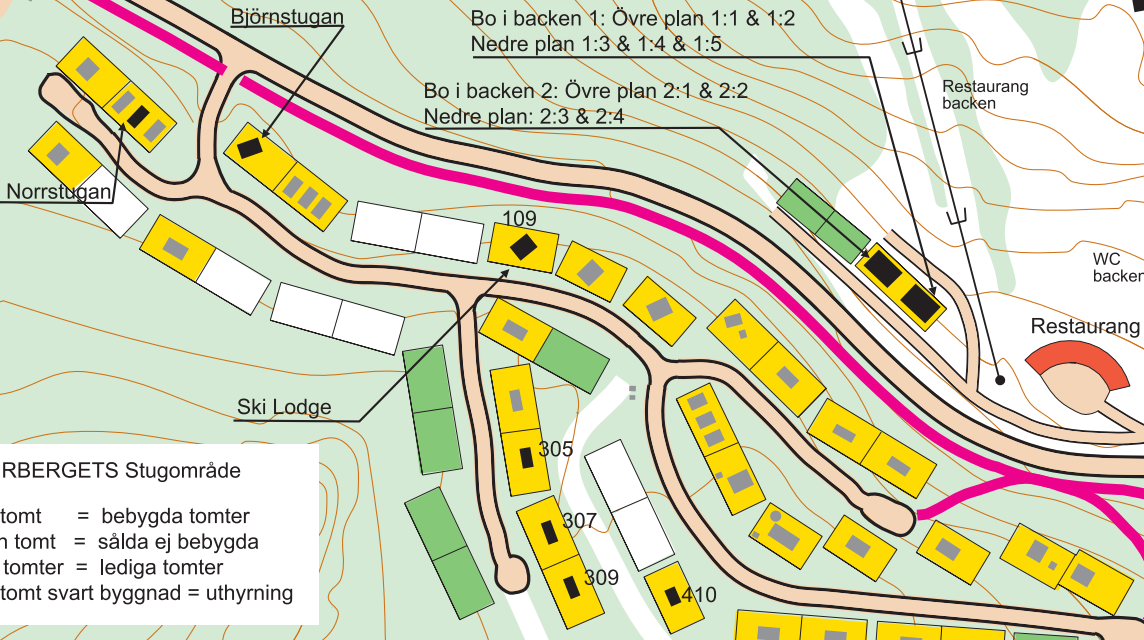 Björnstugan
Bo i backen 1: Övre plan 1:1 & 1:2
Nedre plan 1:3 & 1:4 & 1:5
Bo i backen 2: Övre plan 2:1 & 2:2
Nedre plan: 2:3 & 2:4
Restaurang
backen
Norrstugan
109
WC
backen
Restaurang
Ski Lodge
305
307
309
410
RBERGETS Stugområde
tomt = bebygda tomter
n tomt = sålda ej bebygda
tomter = lediga tomter
tomt svart byggnad = uthyrning